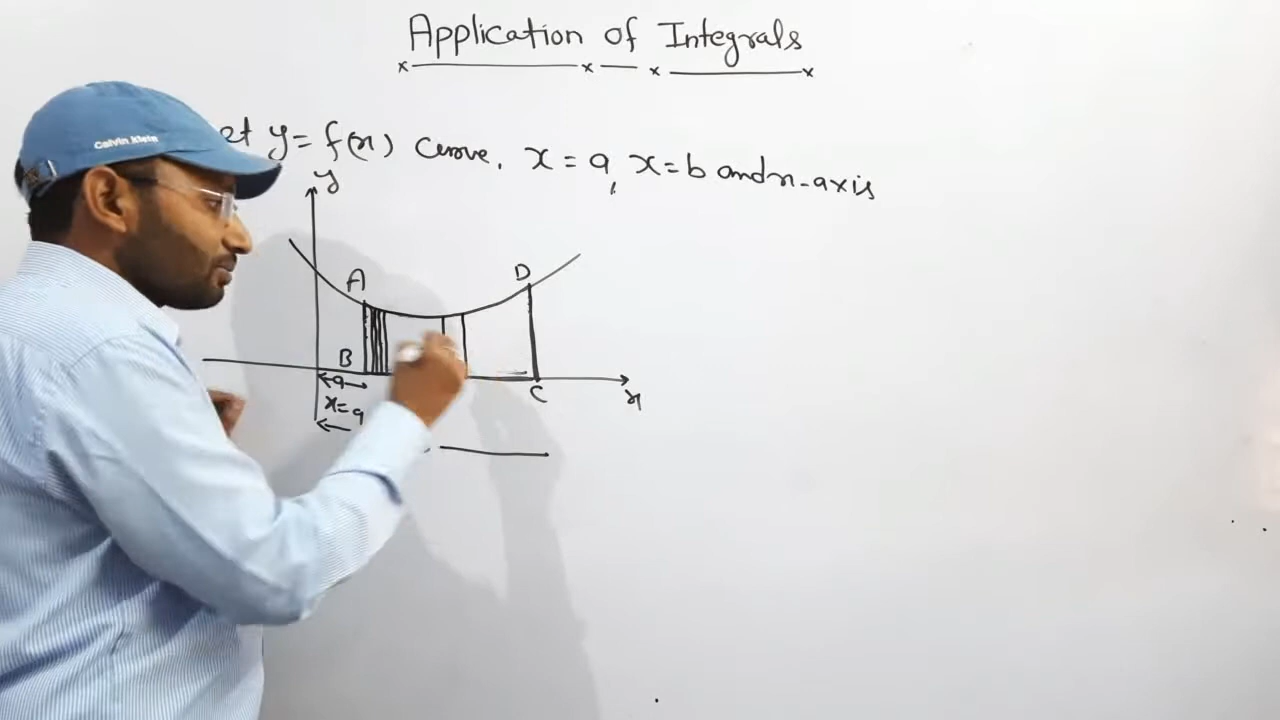 Application of Integrals
et y = f(x) curve, x = a, x = b and x-axis
Calvin Klein
y
A
D
B
a
C
x
x = a